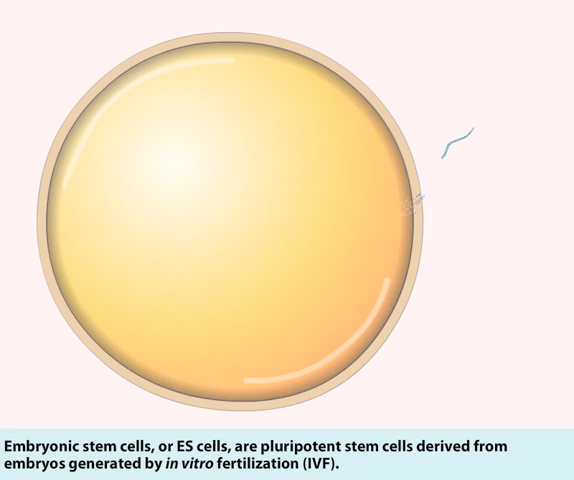 Embryonic stem cells, or ES cells, are pluripotent stem cells derived from
embryos generated by in vitro fertilization (IVF).